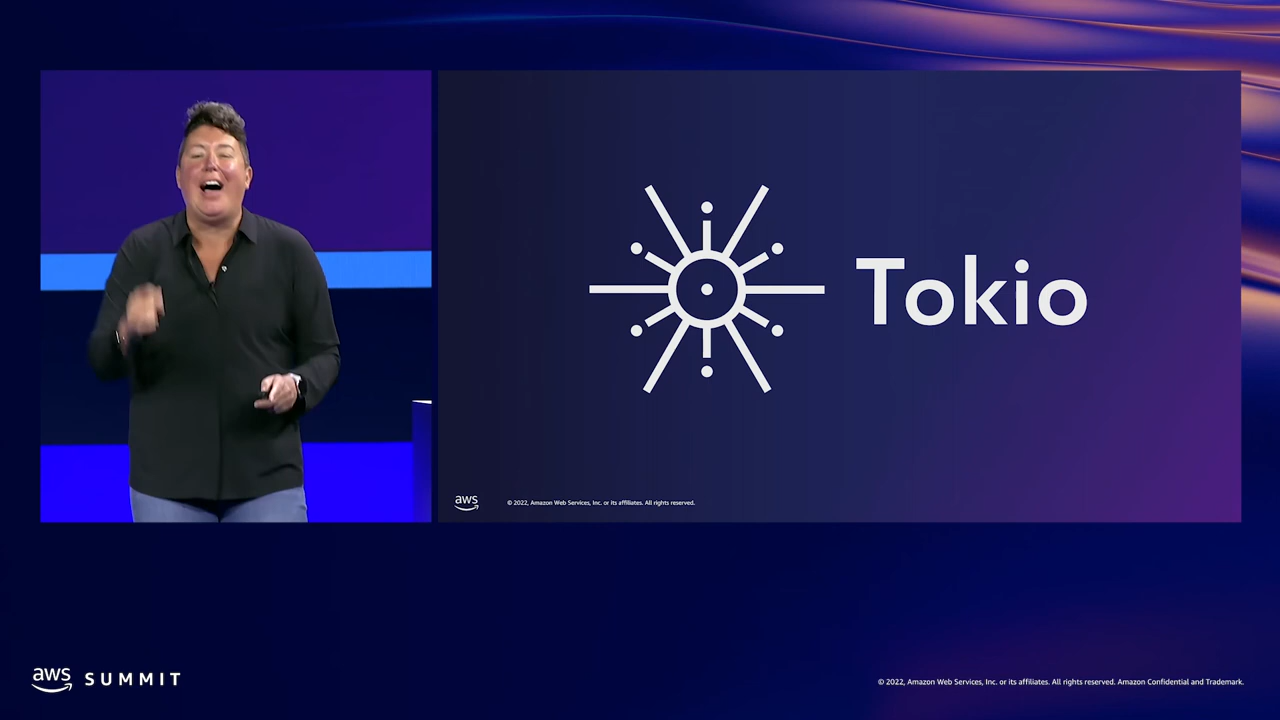 Tokio
aws
© 2022, Amazon Web Services, Inc. or its affiliates. All rights reserved.
aws SUMMIT
© 2022, Amazon Web Services, Inc. or its affiliates. All rights reserved. Amazon Confidential and Trademark.